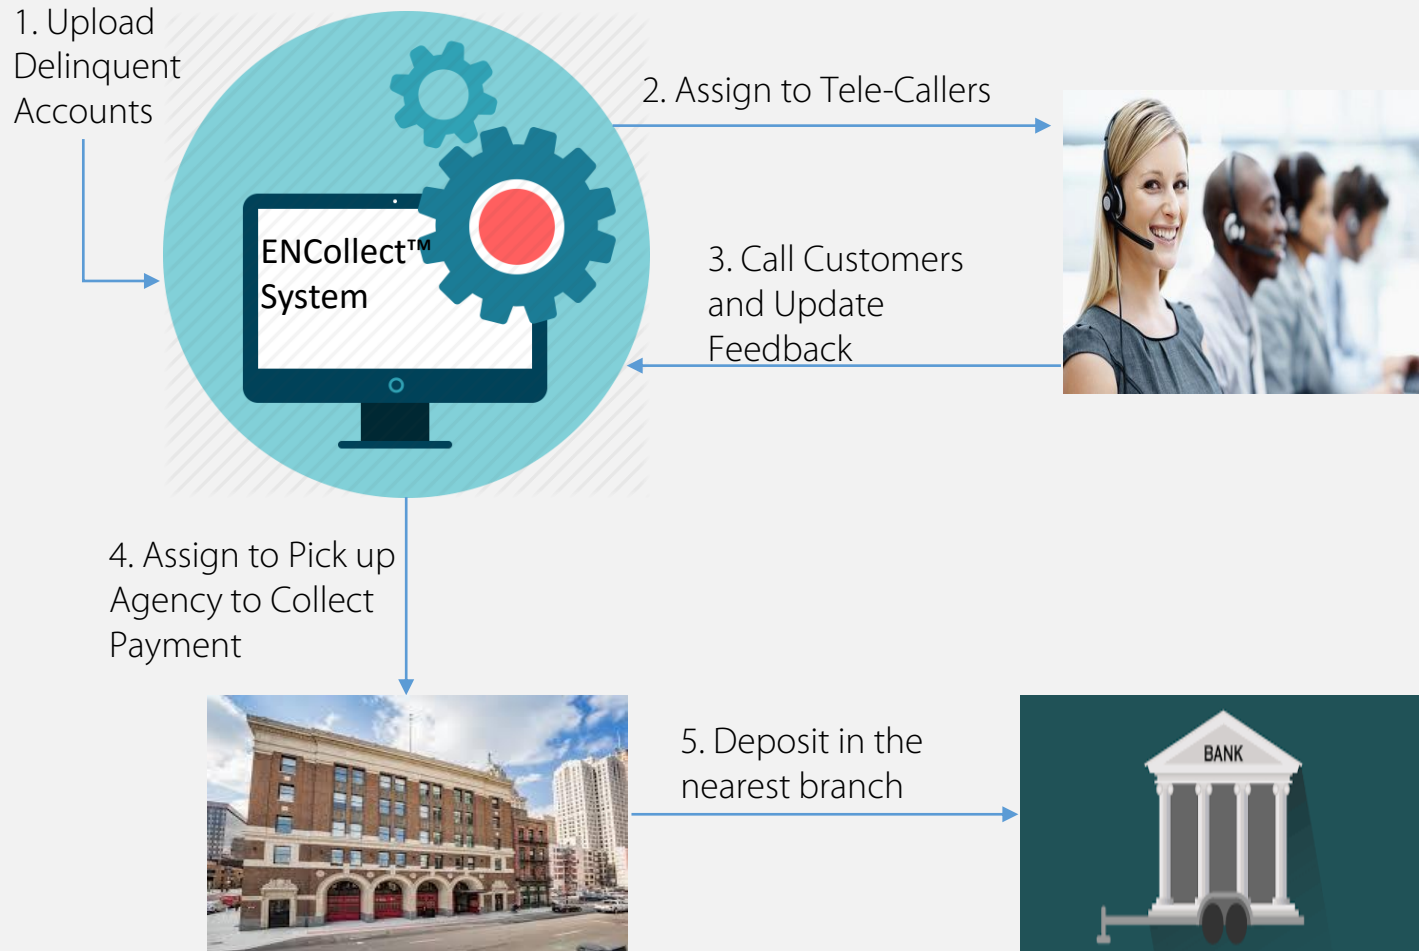 1. Upload
Delinquent
Accounts
2. Assign to Tele-Callers
ENCollect™
System
3. Call Customers
and Update
Feedback
4. Assign to Pick up
Agency to Collect
Payment
5. Deposit in the
nearest branch
BANK